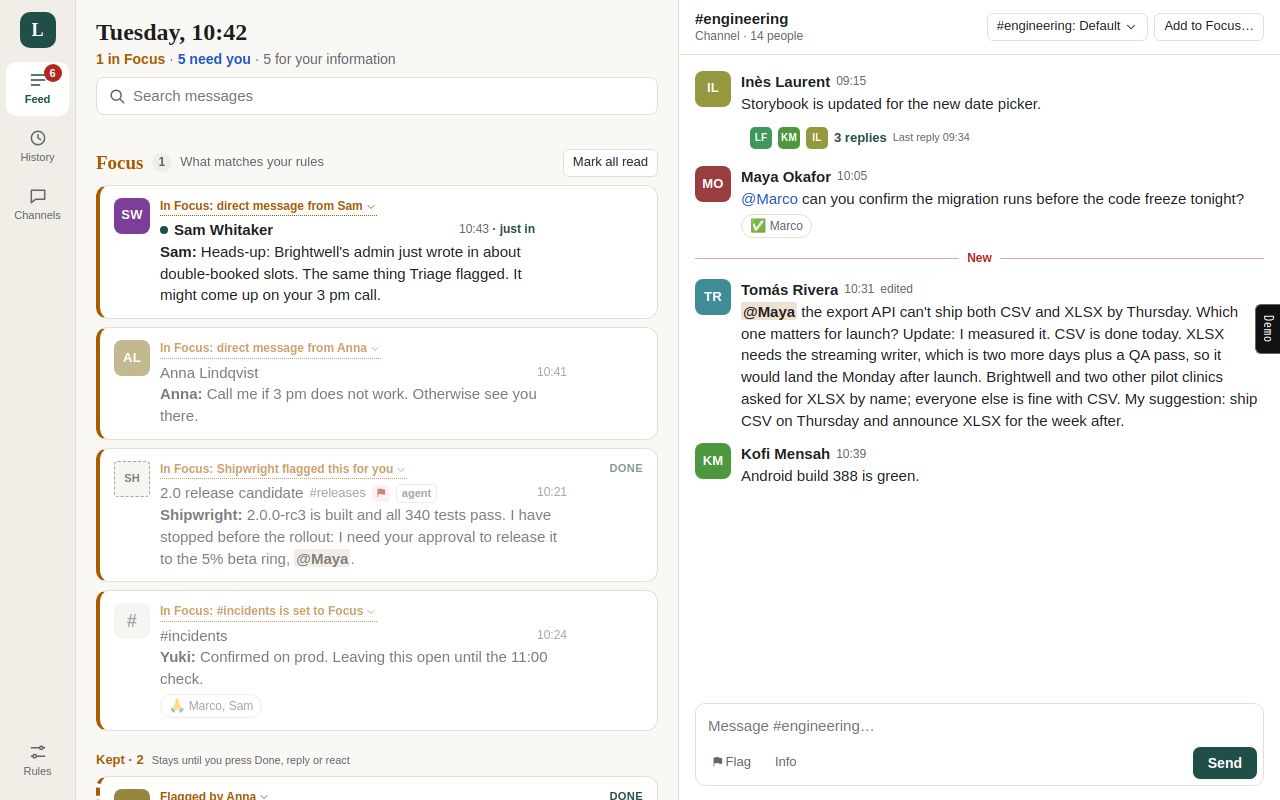 L
6
Feed
History
Channels
Rules
Tuesday, 10:42
1 in Focus · 5 need you · 5 for your information
Search messages
Focus 1 What matches your rules Mark all read
SW
In Focus: direct message from Sam
Sam Whitaker 10:43 · just in
Sam: Heads-up: Brightwell's admin just wrote in about
double-booked slots. The same thing Triage flagged. It
might come up on your 3 pm call.
AL
In Focus: direct message from Anna
Anna Lindqvist 10:41
Anna: Call me if 3 pm does not work. Otherwise see you
there.
SH
In Focus: Shipwright flagged this for you DONE
2.0 release candidate #releases agent 10:21
Shipwright: 2.0.0-rc3 is built and all 340 tests pass. I have
stopped before the rollout: I need your approval to release it
to the 5% beta ring, @Maya.
#
In Focus: #incidents is set to Focus
#incidents 10:24
Yuki: Confirmed on prod. Leaving this open until the 11:00
check.
🙏 Marco, Sam
Kept · 2 Stays until you press Done, reply or react
Flagged by Anna DONE
#engineering
Channel · 14 people
#engineering: Default
Add to Focus…
IL
Inès Laurent 09:15
Storybook is updated for the new date picker.
LF KM IL 3 replies Last reply 09:34
MO
Maya Okafor 10:05
@Marco can you confirm the migration runs before the code freeze tonight?
✅ Marco
New
TR
Tomás Rivera 10:31 edited
@Maya the export API can't ship both CSV and XLSX by Thursday. Which
one matters for launch? Update: I measured it. CSV is done today. XLSX
needs the streaming writer, which is two more days plus a QA pass, so it
would land the Monday after launch. Brightwell and two other pilot clinics
asked for XLSX by name; everyone else is fine with CSV. My suggestion: ship
CSV on Thursday and announce XLSX for the week after.
KM
Kofi Mensah 10:39
Android build 388 is green.
Demo
Message #engineering…
Flag Info Send